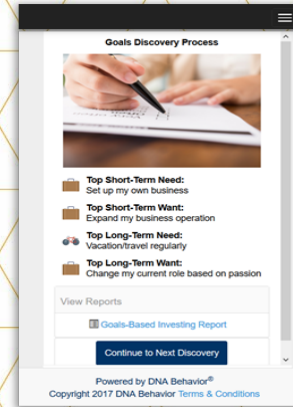 Goals Discovery Process
Top Short-Term Need:
Set up my own business
Top Short-Term Want:
Expand my business operation
Top Long-Term Need:
Vacation/travel regularly
Top Long-Term Want:
Change my current role based on passion
View Reports
Goals-Based Investing Report
Continue to Next Discovery
Powered by DNA Behavior®
Copyright 2017 DNA Behavior Terms & Conditions